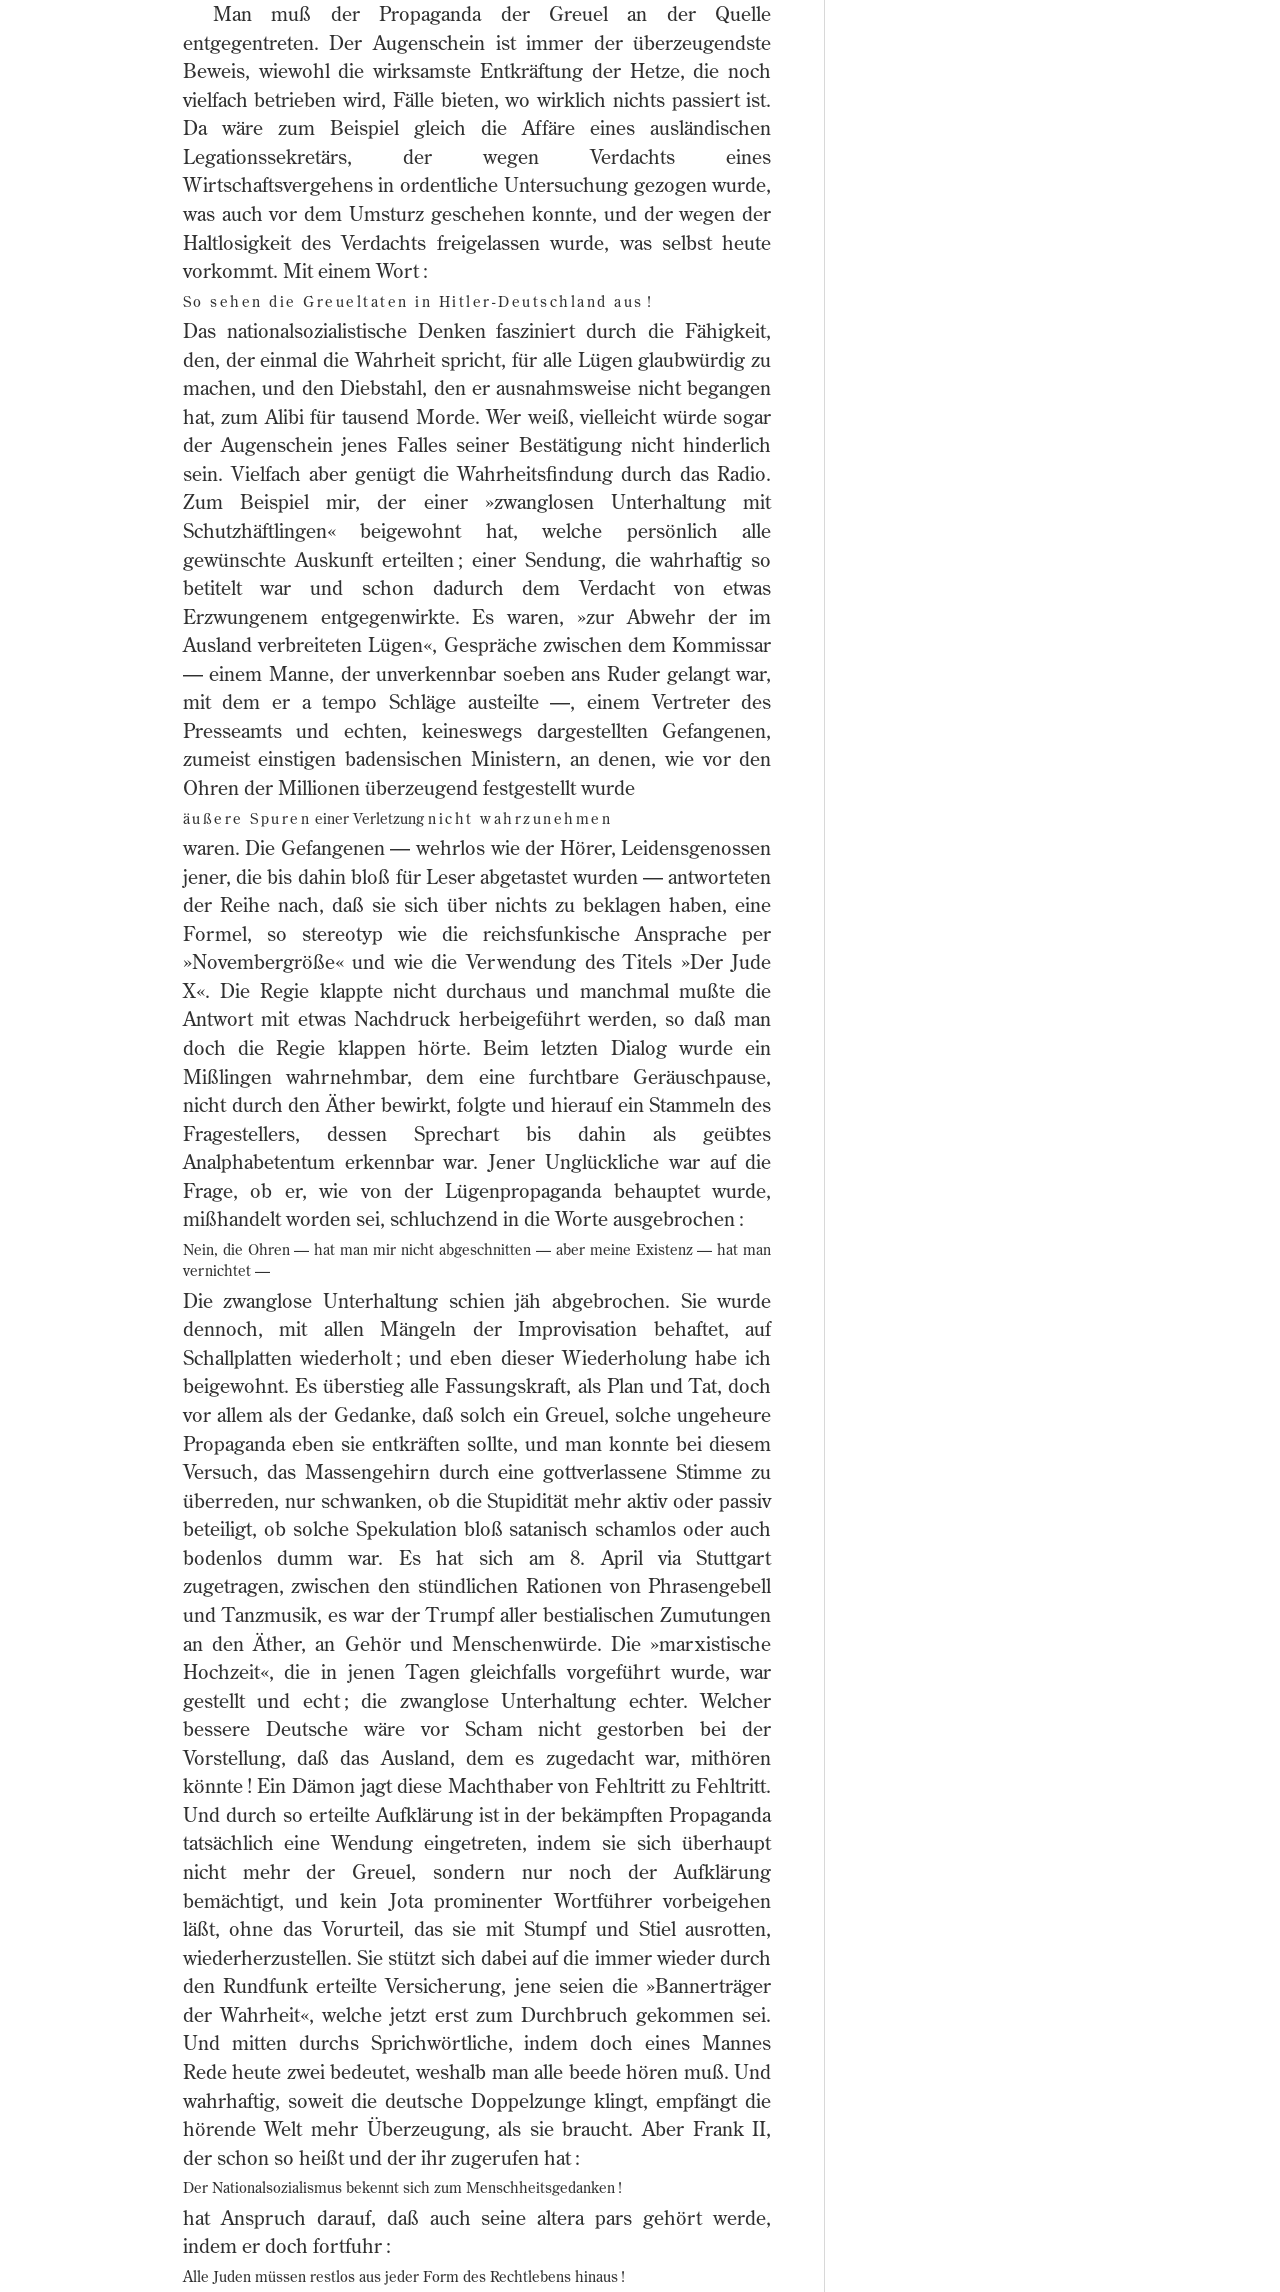 Man muß der Propaganda der Greuel an der Quelle
entgegentreten. Der Augenschein ist immer der überzeugendste
Beweis, wiewohl die wirksamste Entkräftung der Hetze, die noch
vielfach betrieben wird, Fälle bieten, wo wirklich nichts passiert ist.
Da wäre zum Beispiel gleich die Affäre eines ausländischen
Legationssekretärs, der wegen Verdachts eines
Wirtschaftsvergehens in ordentliche Untersuchung gezogen wurde,
was auch vor dem Umsturz geschehen konnte, und der wegen der
Haltlosigkeit des Verdachts freigelassen wurde, was selbst heute
vorkommt. Mit einem Wort :
So sehen die Greueltaten in Hitler-Deutschland aus !
Das nationalsozialistische Denken fasziniert durch die Fähigkeit,
den, der einmal die Wahrheit spricht, für alle Lügen glaubwürdig zu
machen, und den Diebstahl, den er ausnahmsweise nicht begangen
hat, zum Alibi für tausend Morde. Wer weiß, vielleicht würde sogar
der Augenschein jenes Falles seiner Bestätigung nicht hinderlich
sein. Vielfach aber genügt die Wahrheitsfindung durch das Radio.
Zum Beispiel mir, der einer »zwanglosen Unterhaltung mit
Schutzhäftlingen« beigewohnt hat, welche persönlich alle
gewünschte Auskunft erteilten ; einer Sendung, die wahrhaftig so
betitelt war und schon dadurch dem Verdacht von etwas
Erzwungenem entgegenwirkte. Es waren, »zur Abwehr der im
Ausland verbreiteten Lügen«, Gespräche zwischen dem Kommissar
— einem Manne, der unverkennbar soeben ans Ruder gelangt war,
mit dem er a tempo Schläge austeilte —, einem Vertreter des
Presseamts und echten, keineswegs dargestellten Gefangenen,
zumeist einstigen badensischen Ministern, an denen, wie vor den
Ohren der Millionen überzeugend festgestellt wurde
äußere Spuren einer Verletzung nicht wahrzunehmen
waren. Die Gefangenen — wehrlos wie der Hörer, Leidensgenossen
jener, die bis dahin bloß für Leser abgetastet wurden — antworteten
der Reihe nach, daß sie sich über nichts zu beklagen haben, eine
Formel, so stereotyp wie die reichsfunkische Ansprache per
»Novembergröße« und wie die Verwendung des Titels »Der Jude
X«. Die Regie klappte nicht durchaus und manchmal mußte die
Antwort mit etwas Nachdruck herbeigeführt werden, so daß man
doch die Regie klappen hörte. Beim letzten Dialog wurde ein
Mißlingen wahrnehmbar, dem eine furchtbare Geräuschpause,
nicht durch den Äther bewirkt, folgte und hierauf ein Stammeln des
Fragestellers, dessen Sprechart bis dahin als geübtes
Analphabetentum erkennbar war. Jener Unglückliche war auf die
Frage, ob er, wie von der Lügenpropaganda behauptet wurde,
mißhandelt worden sei, schluchzend in die Worte ausgebrochen :
Nein, die Ohren — hat man mir nicht abgeschnitten — aber meine Existenz — hat man
vernichtet —
Die zwanglose Unterhaltung schien jäh abgebrochen. Sie wurde
dennoch, mit allen Mängeln der Improvisation behaftet, auf
Schallplatten wiederholt ; und eben dieser Wiederholung habe ich
beigewohnt. Es überstieg alle Fassungskraft, als Plan und Tat, doch
vor allem als der Gedanke, daß solch ein Greuel, solche ungeheure
Propaganda eben sie entkräften sollte, und man konnte bei diesem
Versuch, das Massengehirn durch eine gottverlassene Stimme zu
überreden, nur schwanken, ob die Stupidität mehr aktiv oder passiv
beteiligt, ob solche Spekulation bloß satanisch schamlos oder auch
bodenlos dumm war. Es hat sich am 8. April via Stuttgart
zugetragen, zwischen den stündlichen Rationen von Phrasengebell
und Tanzmusik, es war der Trumpf aller bestialischen Zumutungen
an den Äther, an Gehör und Menschenwürde. Die »marxistische
Hochzeit«, die in jenen Tagen gleichfalls vorgeführt wurde, war
gestellt und echt ; die zwanglose Unterhaltung echter. Welcher
bessere Deutsche wäre vor Scham nicht gestorben bei der
Vorstellung, daß das Ausland, dem es zugedacht war, mithören
könnte ! Ein Dämon jagt diese Machthaber von Fehltritt zu Fehltritt.
Und durch so erteilte Aufklärung ist in der bekämpften Propaganda
tatsächlich eine Wendung eingetreten, indem sie sich überhaupt
nicht mehr der Greuel, sondern nur noch der Aufklärung
bemächtigt, und kein Jota prominenter Wortführer vorbeigehen
läßt, ohne das Vorurteil, das sie mit Stumpf und Stiel ausrotten,
wiederherzustellen. Sie stützt sich dabei auf die immer wieder durch
den Rundfunk erteilte Versicherung, jene seien die »Bannerträger
der Wahrheit«, welche jetzt erst zum Durchbruch gekommen sei.
Und mitten durchs Sprichwörtliche, indem doch eines Mannes
Rede heute zwei bedeutet, weshalb man alle beede hören muß. Und
wahrhaftig, soweit die deutsche Doppelzunge klingt, empfängt die
hörende Welt mehr Überzeugung, als sie braucht. Aber Frank II,
der schon so heißt und der ihr zugerufen hat :
Der Nationalsozialismus bekennt sich zum Menschheitsgedanken !
hat Anspruch darauf, daß auch seine altera pars gehört werde,
indem er doch fortfuhr :
Alle Juden müssen restlos aus jeder Form des Rechtlebens hinaus !